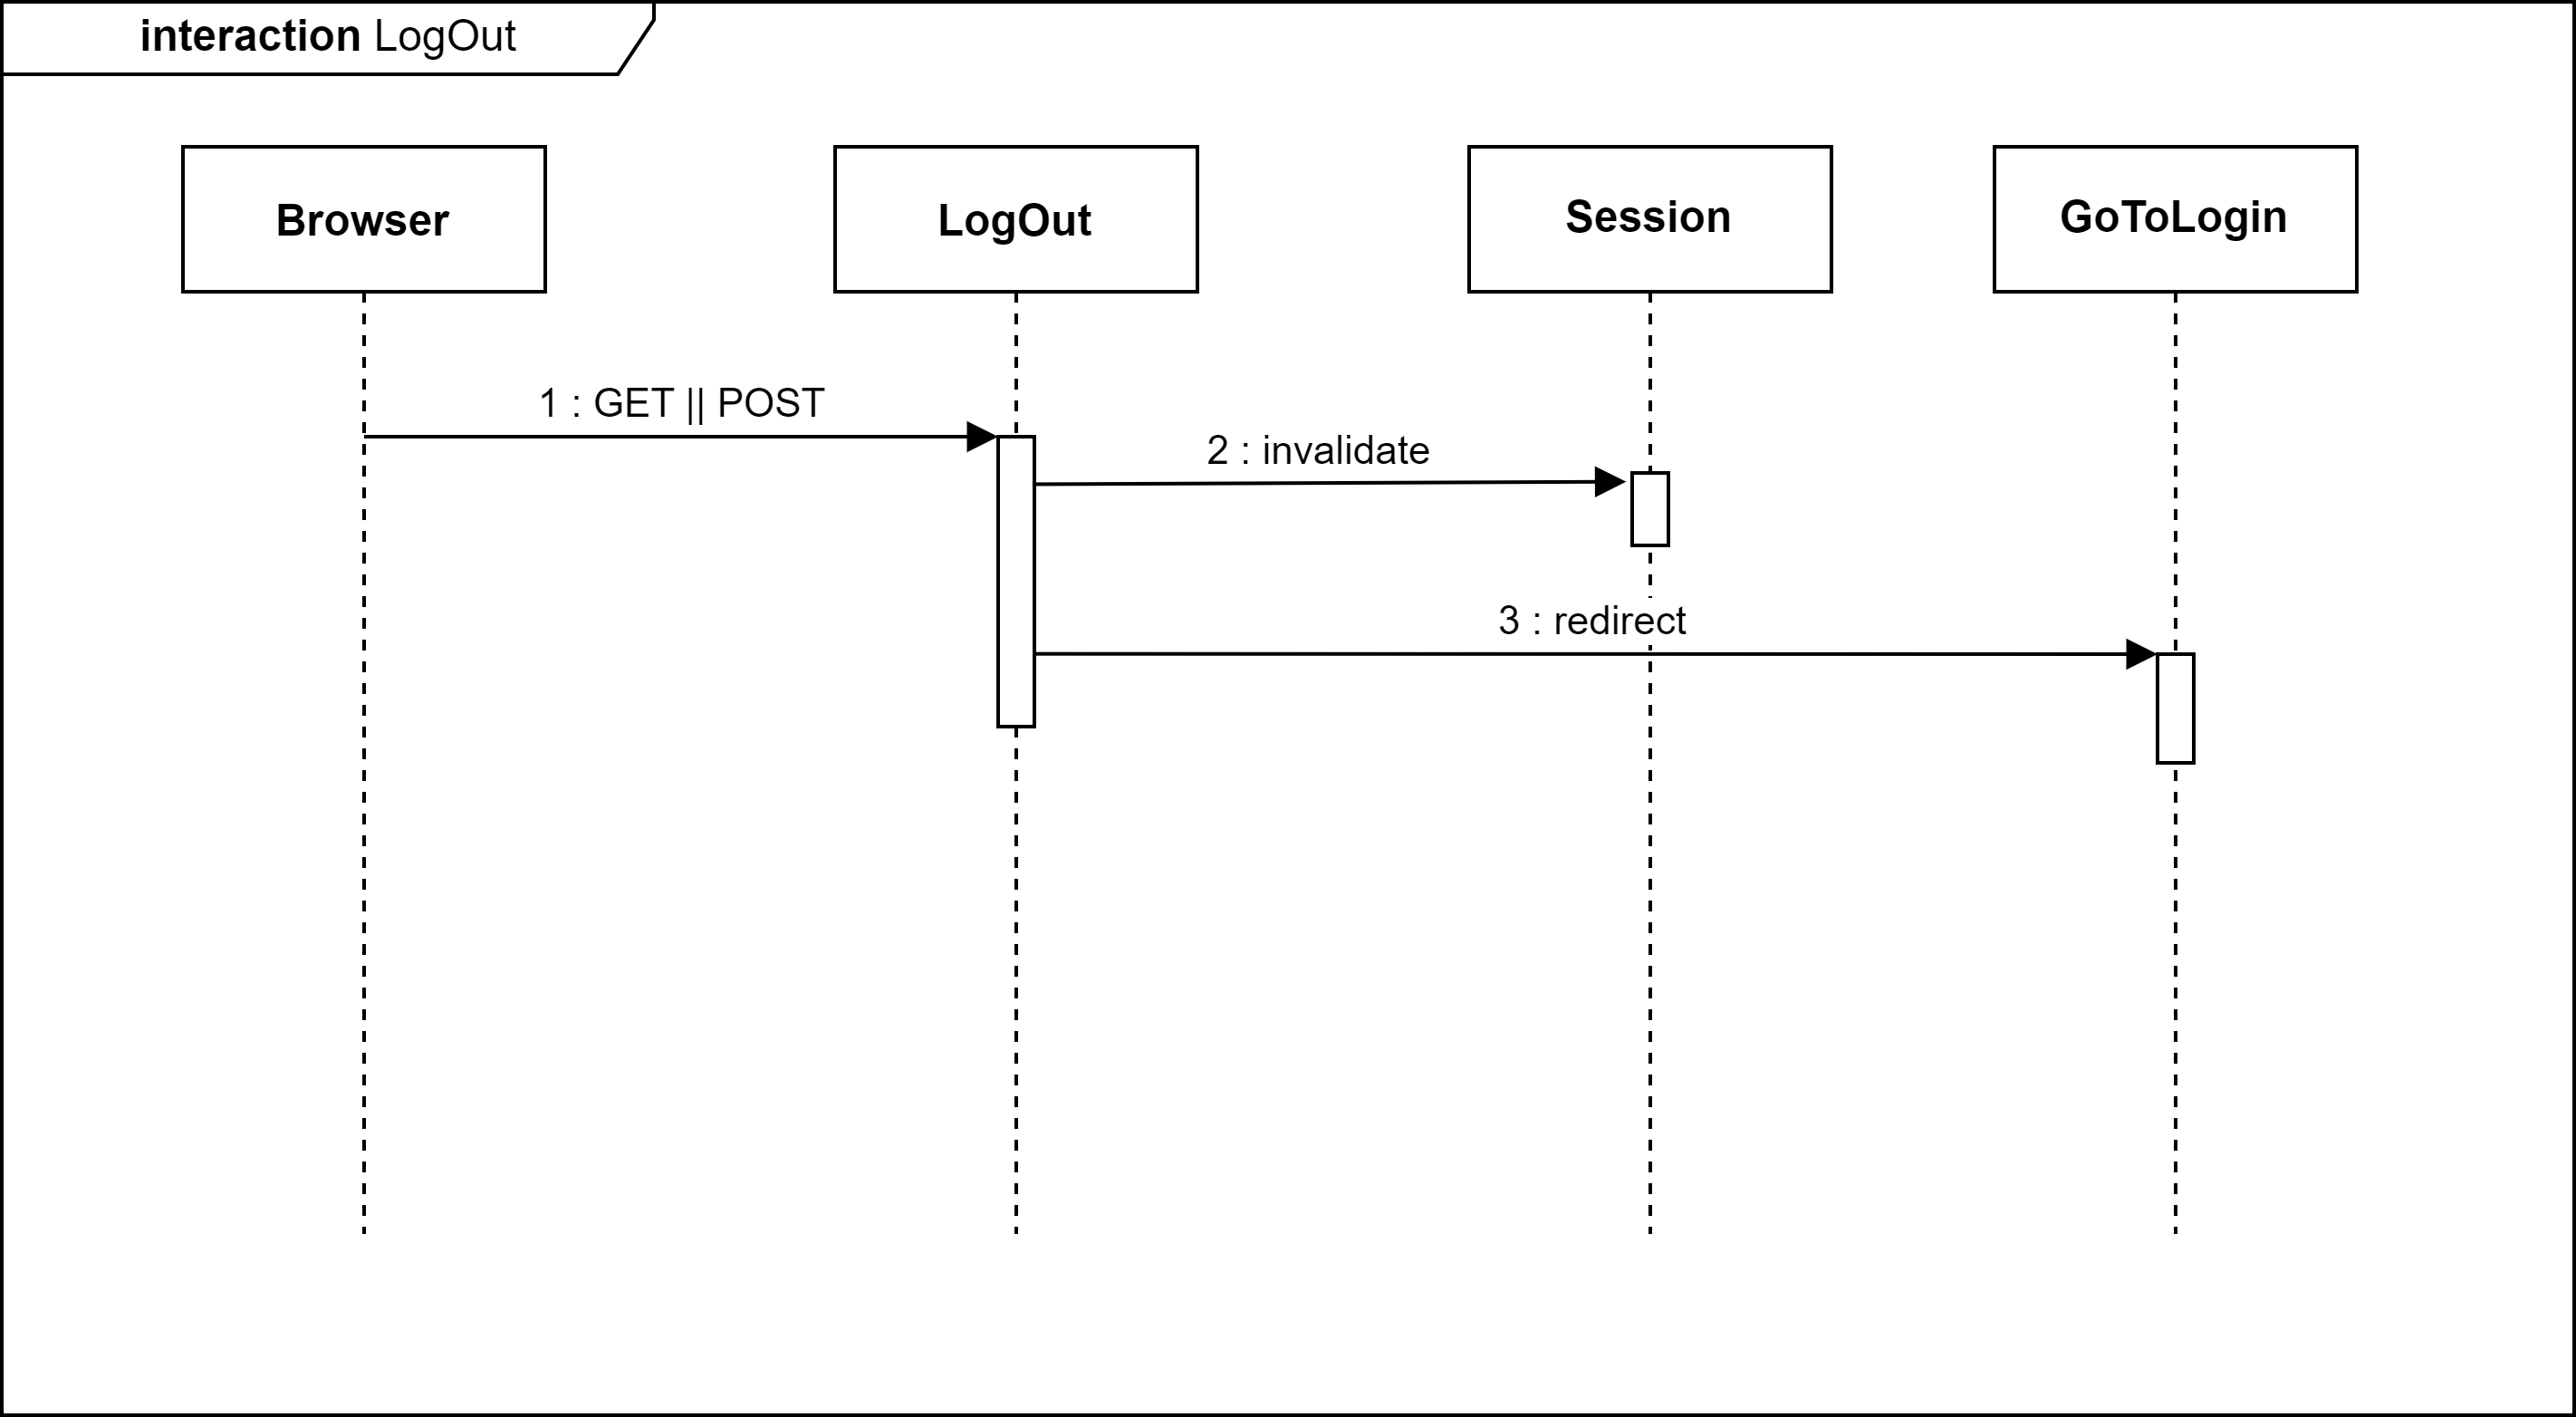 interaction LogOut
Browser
LogOut
Session
GoToLogin
1 : GET || POST
2 : invalidate
3 : redirect